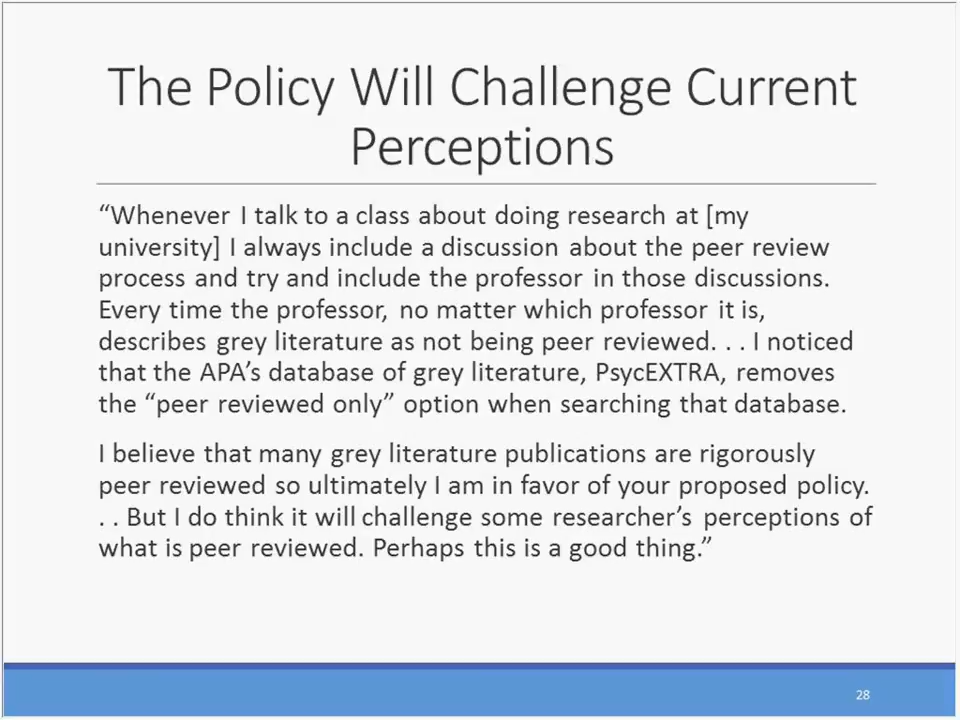 The Policy Will Challenge Current
Perceptions
“Whenever I talk to a class about doing research at [my
university] I always include a discussion about the peer review
process and try and include the professor in those discussions.
Every time the professor, no matter which professor it is,
describes grey literature as not being peer reviewed. . . I noticed
that the APA’s database of grey literature, PsycEXTRA, removes
the “peer reviewed only” option when searching that database.
I believe that many grey literature publications are rigorously
peer reviewed so ultimately I am in favor of your proposed policy.
. . But I do think it will challenge some researcher’s perceptions of
what is peer reviewed. Perhaps this is a good thing.”
28